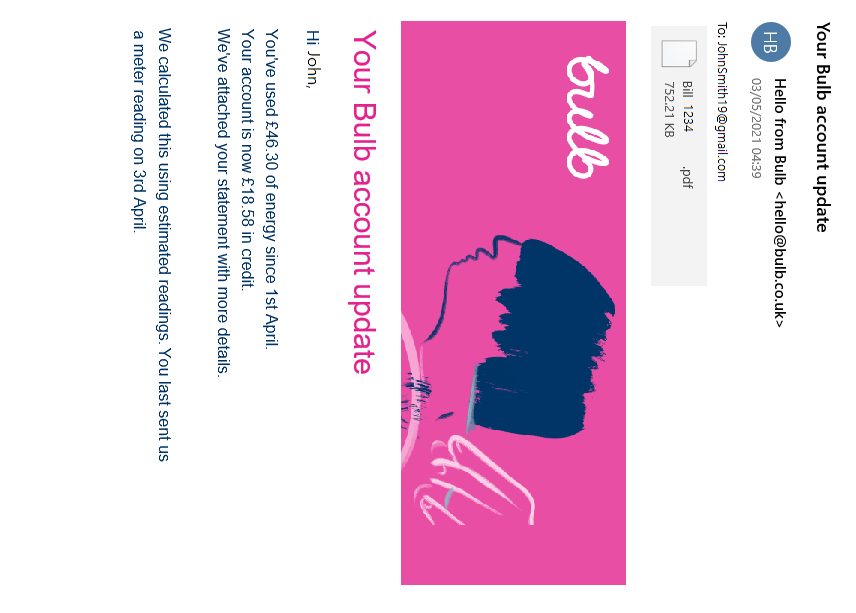 Your Bulb account update
HB
Hello from Bulb <hello@bulb.co.uk>
03/05/2021 04:39
To: JohnSmith19@gmail.com
Bill 1234 .pdf
752.21 KB
bulb
Your Bulb account update
Hi John,
You've used £46.30 of energy since 1st April.
Your account is now £18.58 in credit.
We've attached your statement with more details.
We calculated this using estimated readings. You last sent us
a meter reading on 3rd April.